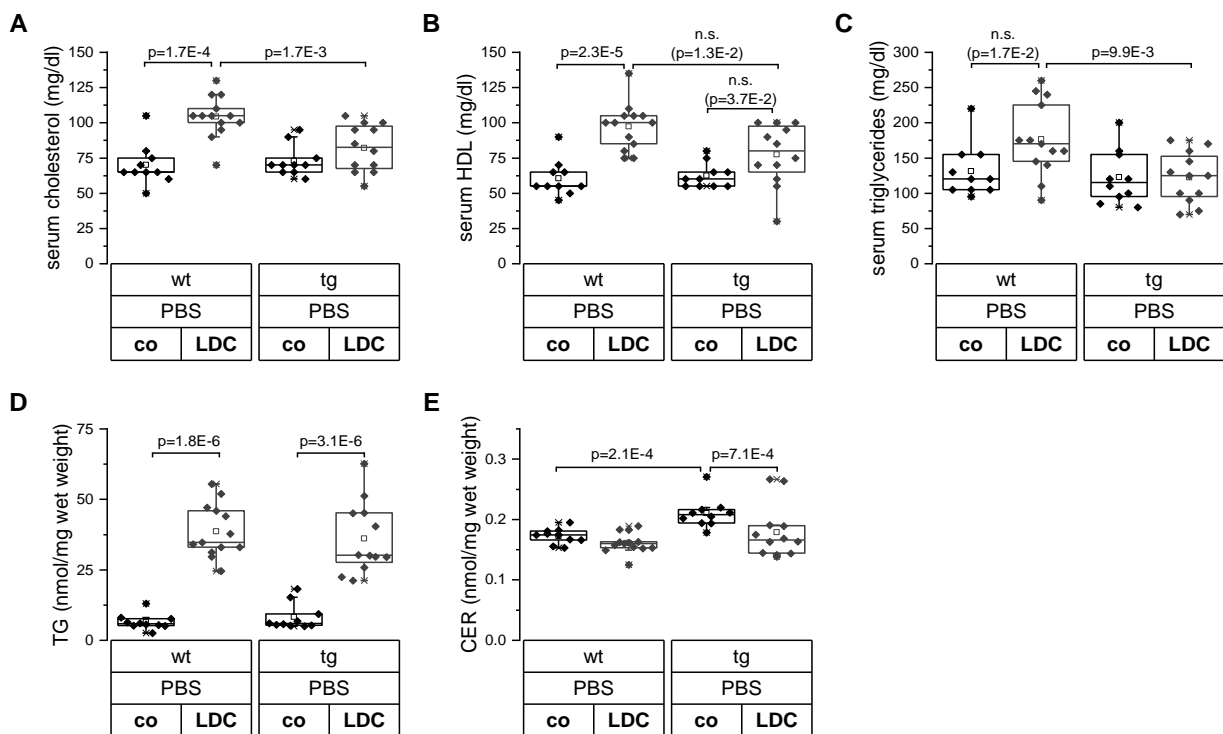 A
p=1.7E-4
p=1.7E-3
serum cholesterol (mg/dl)
150
125
100
75
50
25
0
wt
tg
PBS
PBS
co
LDC
co
LDC
B
n.s.
p=2.3E-5
(p=1.3E-2)
n.s.
(p=3.7E-2)
serum HDL (mg/dl)
150
125
100
75
50
25
0
wt
tg
PBS
PBS
co
LDC
co
LDC
C
n.s.
(p=1.7E-2)
p=9.9E-3
serum triglycerides (mg/dl)
300
250
200
150
100
50
0
wt
tg
PBS
PBS
co
LDC
co
LDC
D
p=1.8E-6
p=3.1E-6
TG (nmol/mg wet weight)
75
50
25
0
wt
tg
PBS
PBS
co
LDC
co
LDC
E
p=2.1E-4
p=7.1E-4
CER (nmol/mg wet weight)
0.3
0.2
0.1
0.0
wt
tg
PBS
PBS
co
LDC
co
LDC